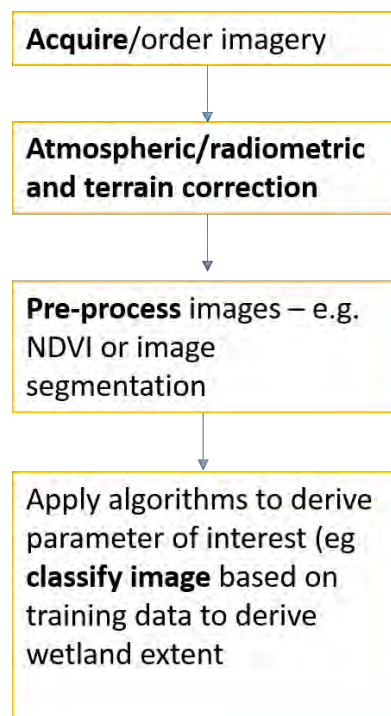 Acquire/order imagery
Atmospheric/radiometric
and terrain correction
Pre-process images – e.g.
NDVI or image
segmentation
Apply algorithms to derive
parameter of interest (eg
classify image based on
training data to derive
wetland extent